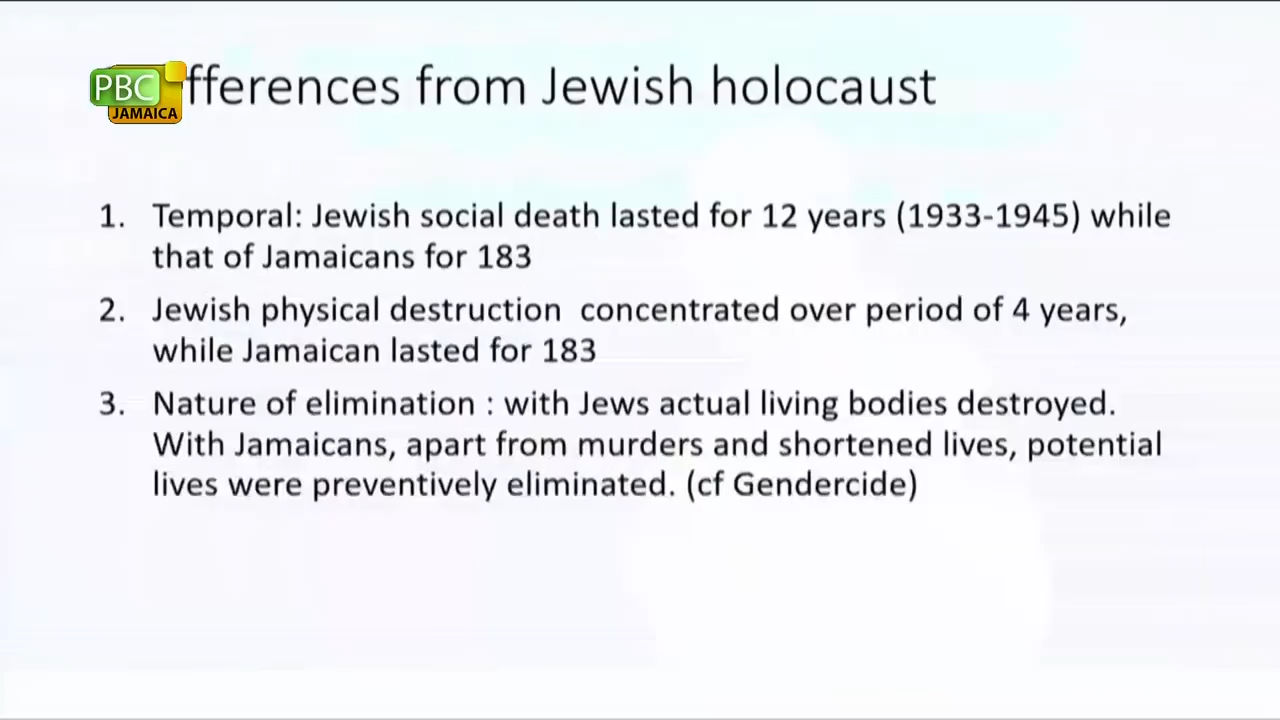 PBC
JAMAICA
fferences from Jewish holocaust
1. Temporal: Jewish social death lasted for 12 years (1933-1945) while
that of Jamaicans for 183
2. Jewish physical destruction concentrated over period of 4 years,
while Jamaican lasted for 183
3. Nature of elimination : with Jews actual living bodies destroyed.
With Jamaicans, apart from murders and shortened lives, potential
lives were preventively eliminated. (cf Gendercide)